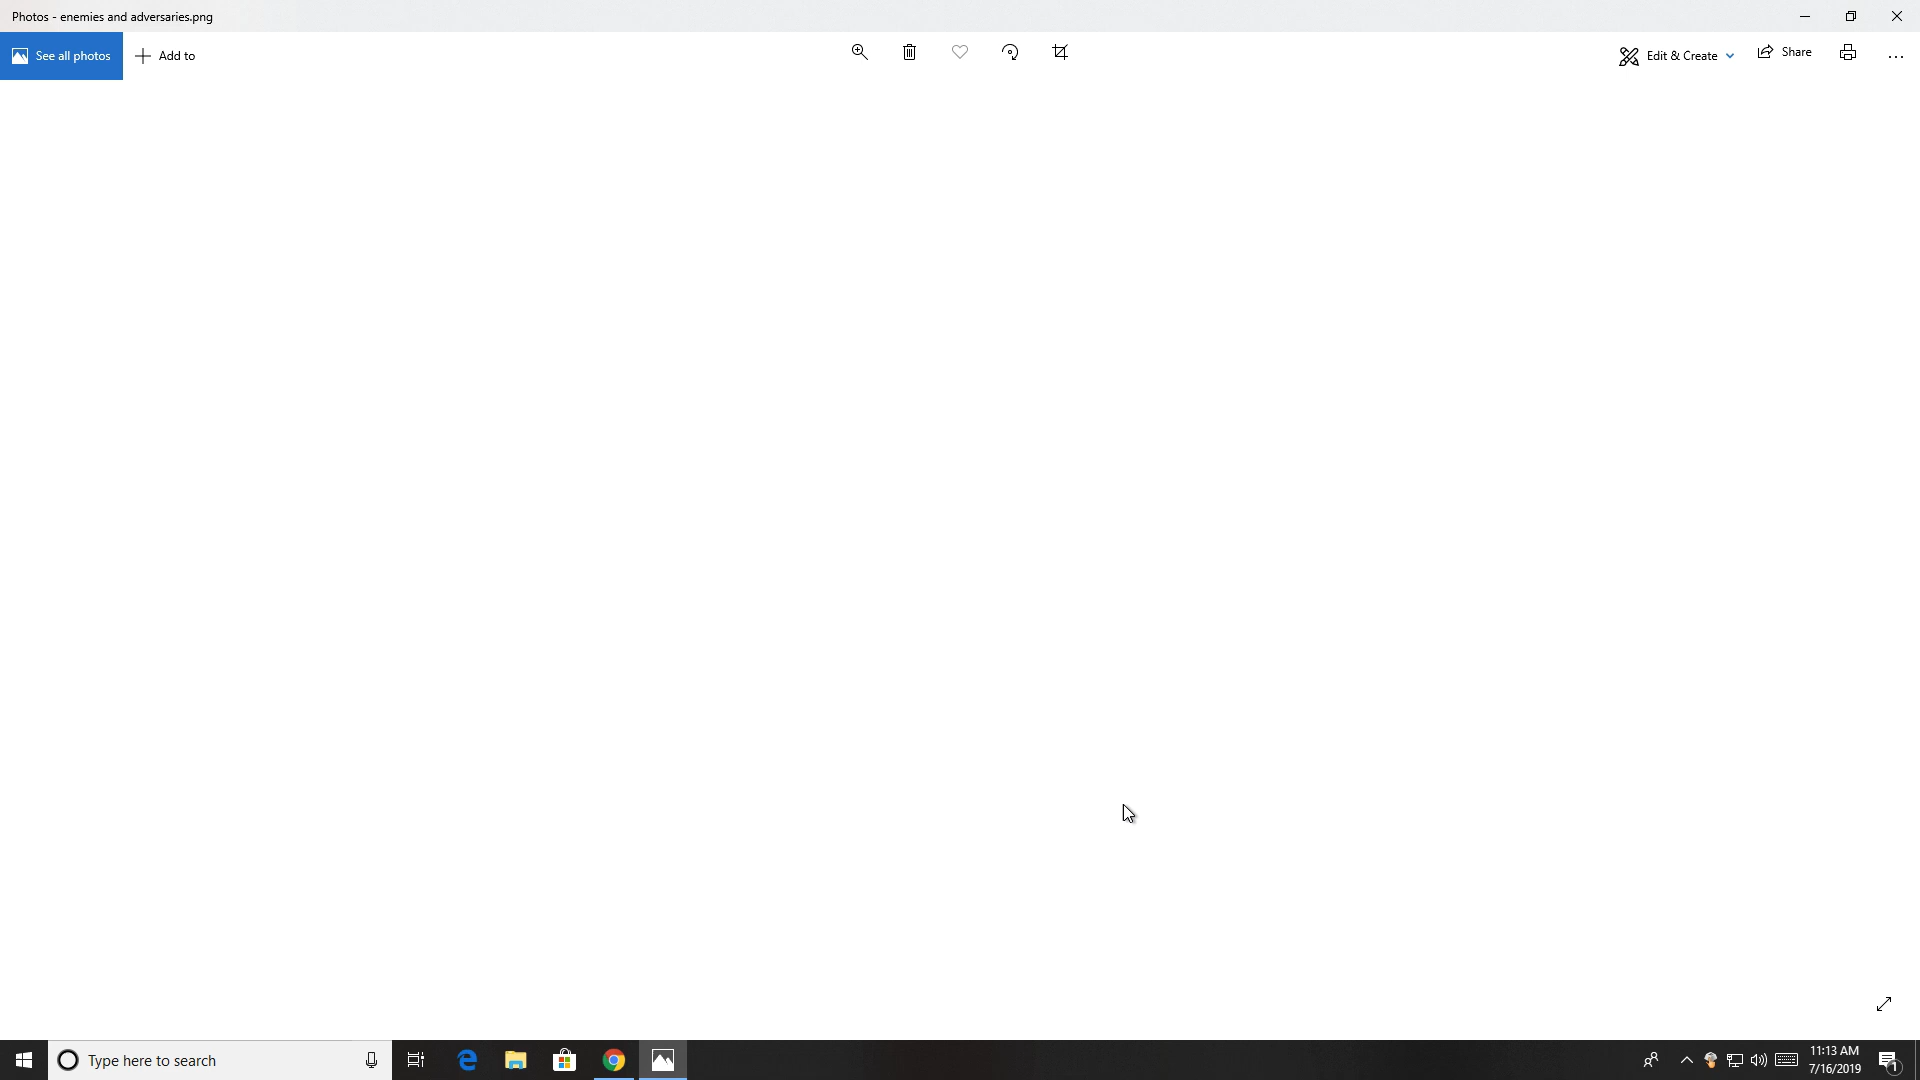 Photos - enemies and adversaries.png
See all photos
Add to
Edit & Create
Share
Type here to search
11:13 AM
7/16/2019
1